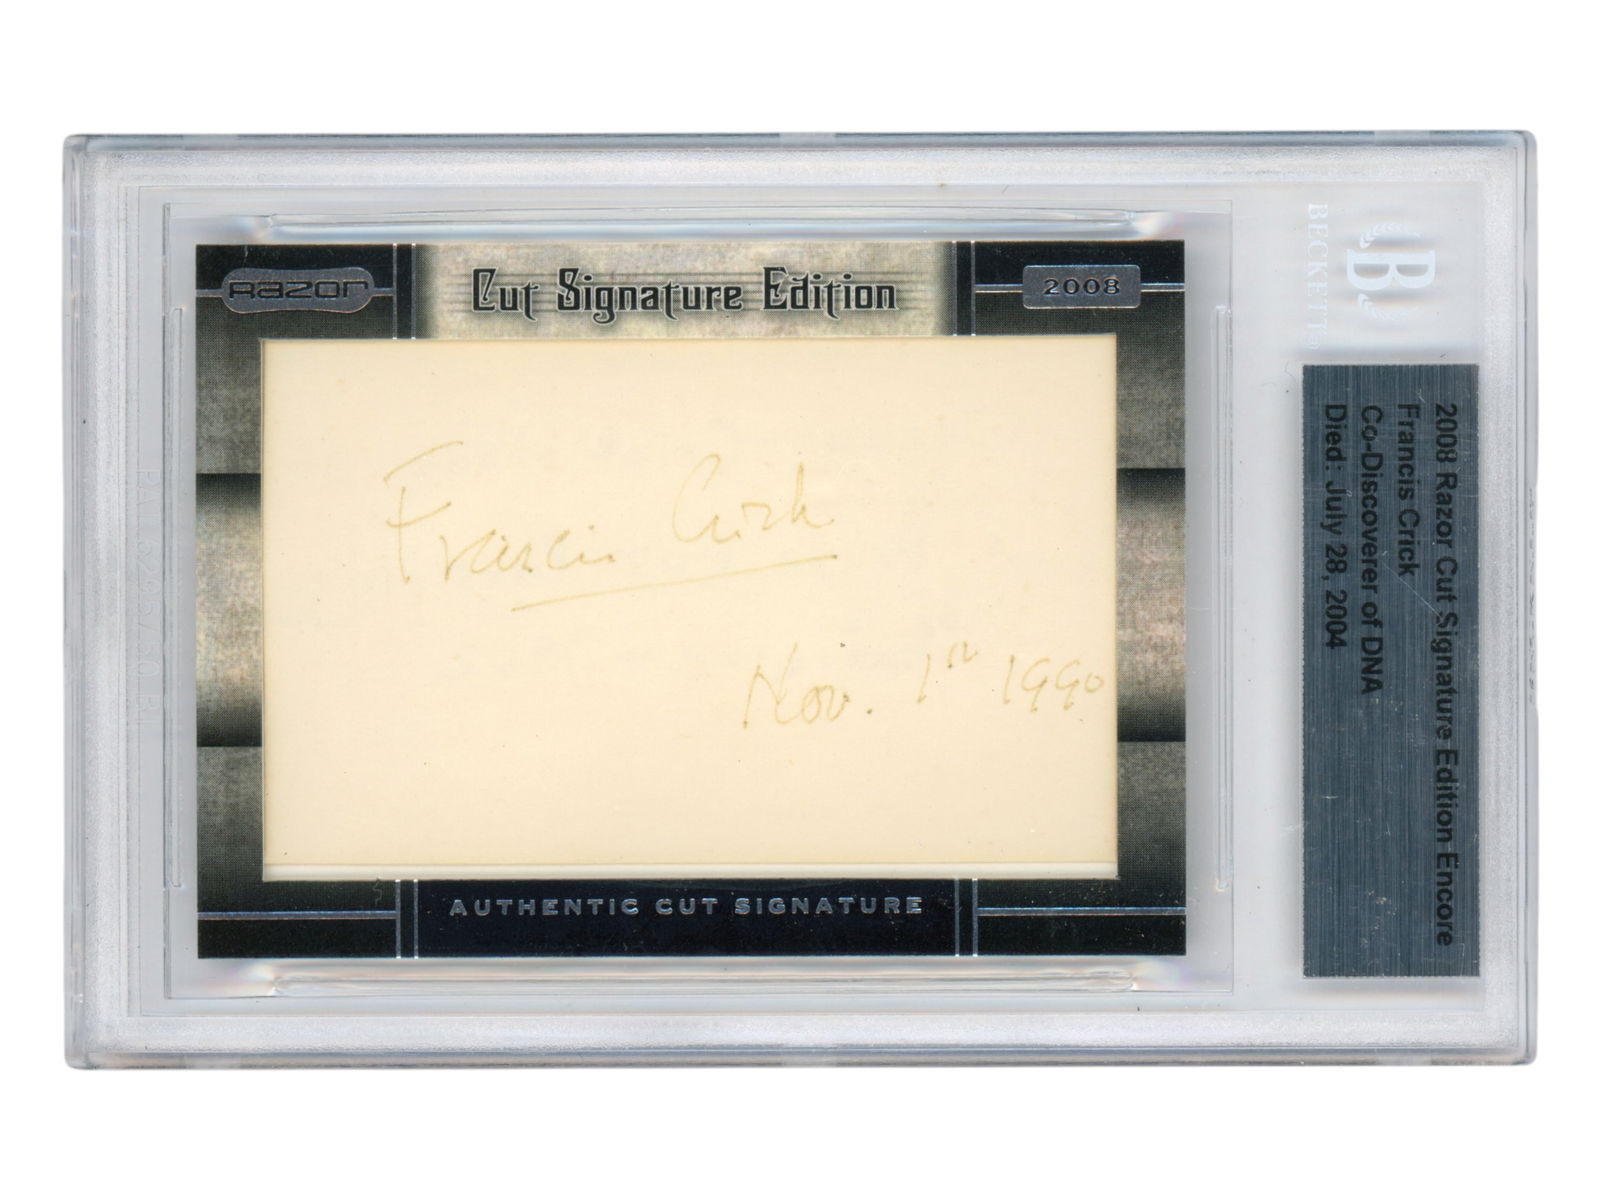 Razor
Cut Signature Edition
2008
Francis Crick
Nov. 1st 1990
AUTHENTIC CUT SIGNATURE
BECKETT
B
2008 Razor Cut Signature Edition Encore
Francis Crick
Co-Discoverer of DNA
Died: July 28, 2004